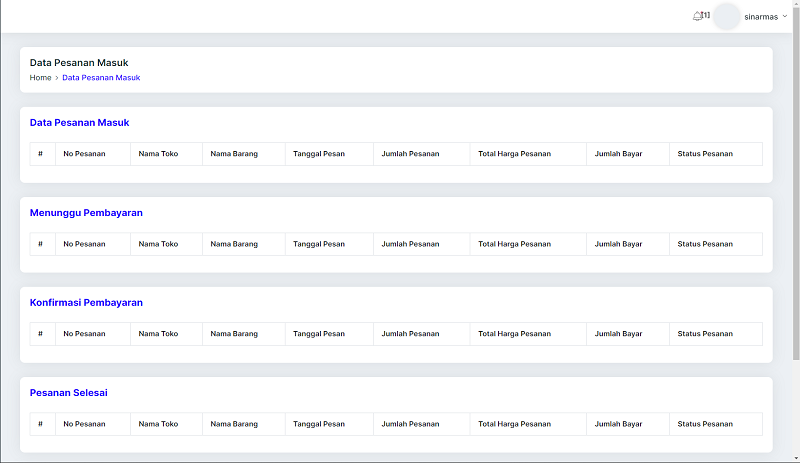 [1] sinarmas
Data Pesanan Masuk
Home › Data Pesanan Masuk
Data Pesanan Masuk
# No Pesanan Nama Toko Nama Barang Tanggal Pesan Jumlah Pesanan Total Harga Pesanan Jumlah Bayar Status Pesanan
Menunggu Pembayaran
# No Pesanan Nama Toko Nama Barang Tanggal Pesan Jumlah Pesanan Total Harga Pesanan Jumlah Bayar Status Pesanan
Konfirmasi Pembayaran
# No Pesanan Nama Toko Nama Barang Tanggal Pesan Jumlah Pesanan Total Harga Pesanan Jumlah Bayar Status Pesanan
Pesanan Selesai
# No Pesanan Nama Toko Nama Barang Tanggal Pesan Jumlah Pesanan Total Harga Pesanan Jumlah Bayar Status Pesanan